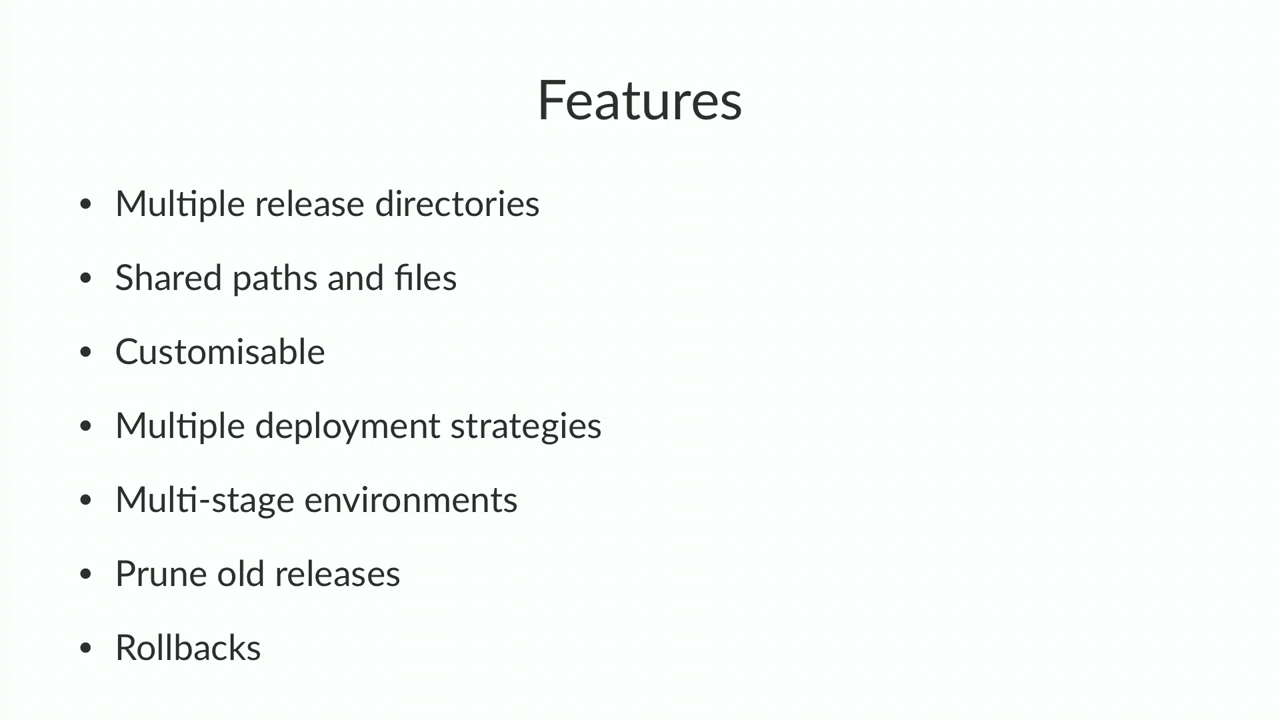 Features
• Multiple release directories
• Shared paths and files
• Customisable
• Multiple deployment strategies
• Multi-stage environments
• Prune old releases
• Rollbacks